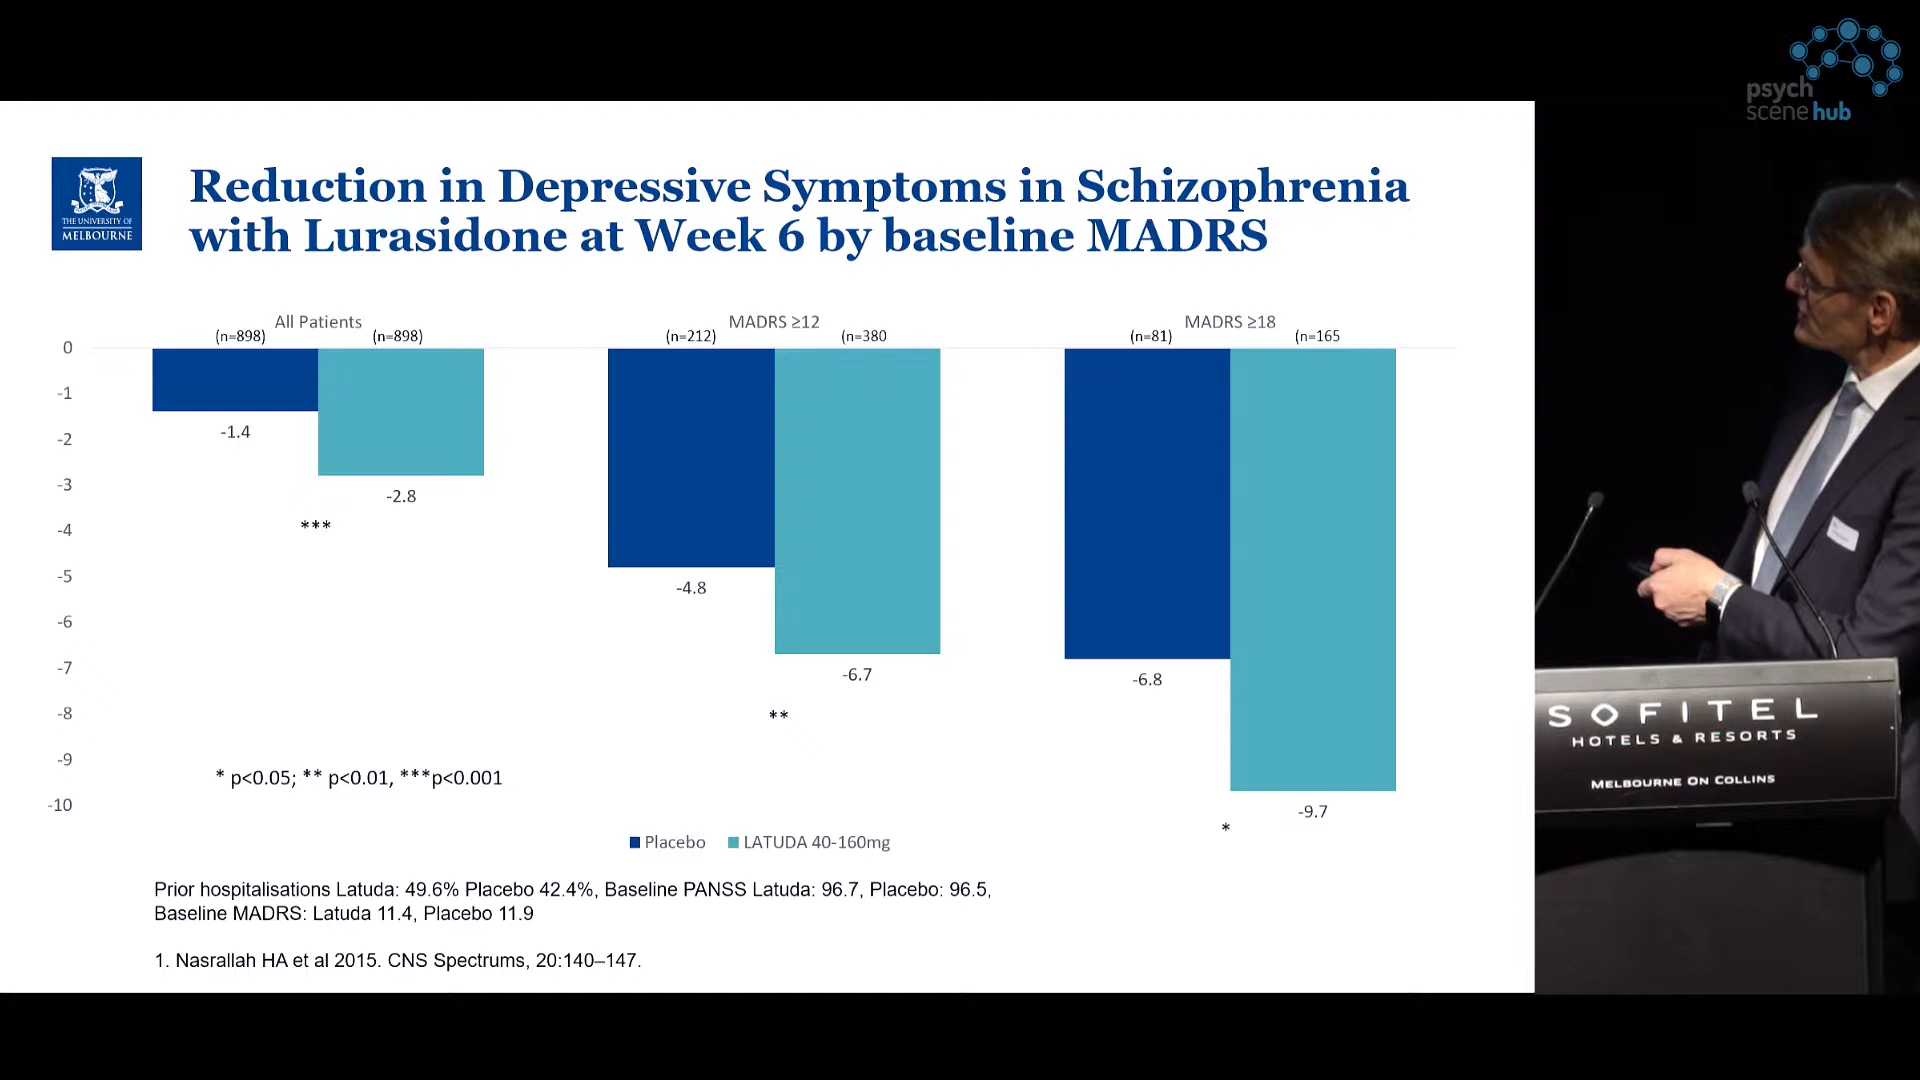 psych
scene hub
THE UNIVERSITY OF
MELBOURNE
Reduction in Depressive Symptoms in Schizophrenia
with Lurasidone at Week 6 by baseline MADRS
All Patients
(n=898)
(n=898)
MADRS ≥12
(n=212)
(n=380
MADRS ≥18
(n=81)
(n=165
0
-1
-2
-3
-4
-5
-6
-7
-8
-9
-10
-1.4
-2.8
***
-4.8
-6.7
**
-6.8
-9.7
*
* p<0.05; ** p<0.01, ***p<0.001
Placebo
LATUDA 40-160mg
Prior hospitalisations Latuda: 49.6% Placebo 42.4%, Baseline PANSS Latuda: 96.7, Placebo: 96.5,
Baseline MADRS: Latuda 11.4, Placebo 11.9
1. Nasrallah HA et al 2015. CNS Spectrums, 20:140–147.
SOFITEL
HOTELS & RESORTS
MELBOURNE ON COLLINS